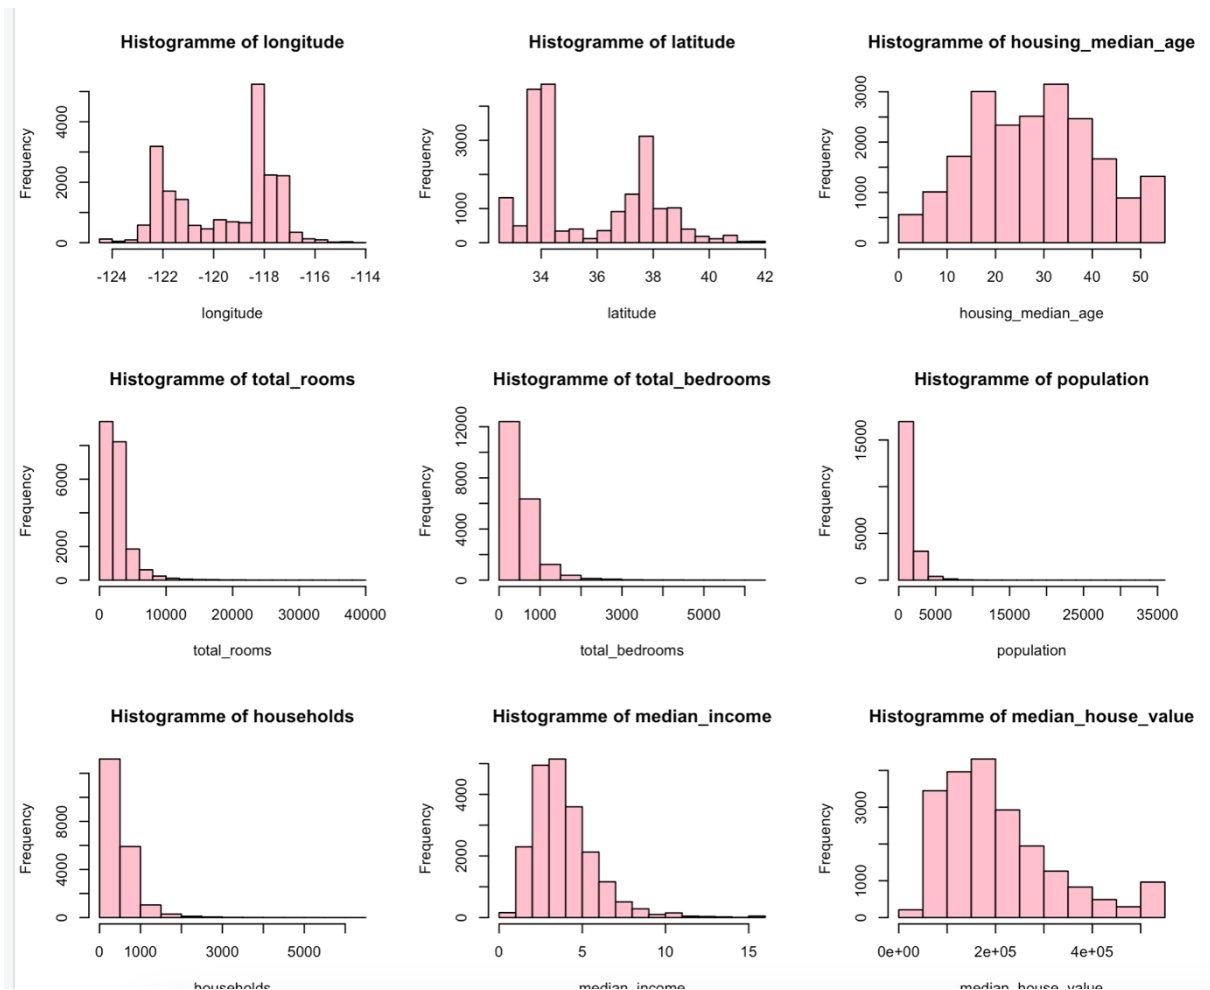 Histogramme of longitude
Frequency
0 2000 4000
-124 -122 -120 -118 -116 -114
longitude
Histogramme of latitude
Frequency
0 1000 3000
34 36 38 40 42
latitude
Histogramme of housing_median_age
Frequency
0 1000 2000 3000
0 10 20 30 40 50
housing_median_age
Histogramme of total_rooms
Frequency
0 2000 6000
0 10000 20000 30000 40000
total_rooms
Histogramme of total_bedrooms
Frequency
0 4000 8000 12000
0 1000 3000 5000
total_bedrooms
Histogramme of population
Frequency
0 5000 15000
0 5000 15000 25000 35000
population
Histogramme of households
Frequency
0 4000 8000
0 1000 3000 5000
households
Histogramme of median_income
Frequency
0 2000 4000
0 5 10 15
median_income
Histogramme of median_house_value
Frequency
0 1000 3000
0e+00 2e+05 4e+05
median_house_value